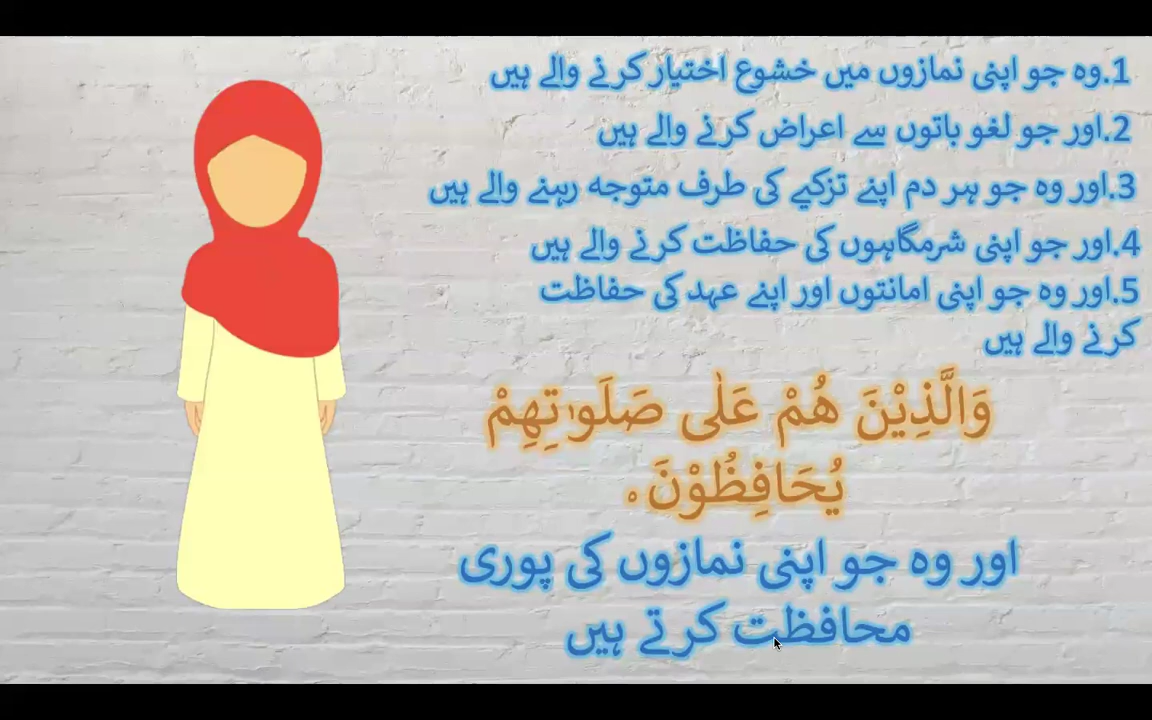 1.وہ جو اپنی نمازوں میں خشوع اختیار کرنے والے ہیں
2.اور جو لغو باتوں سے اعراض کرنے والے ہیں
3.اور وہ جو ہر دم اپنے تزکیے کی طرف متوجہ رہنے والے ہیں
4.اور جو اپنی شرمگاہوں کی حفاظت کرنے والے ہیں
5.اور وہ جو اپنی امانتوں اور اپنے عہد کی حفاظت
کرنے والے ہیں
وَالَّذِيْنَ هُمْ عَلٰى صَلَوٰتِهِمْ
يُحَافِظُوْنَ ۰
اور وہ جو اپنی نمازوں کی پوری
محافظت کرتے ہیں